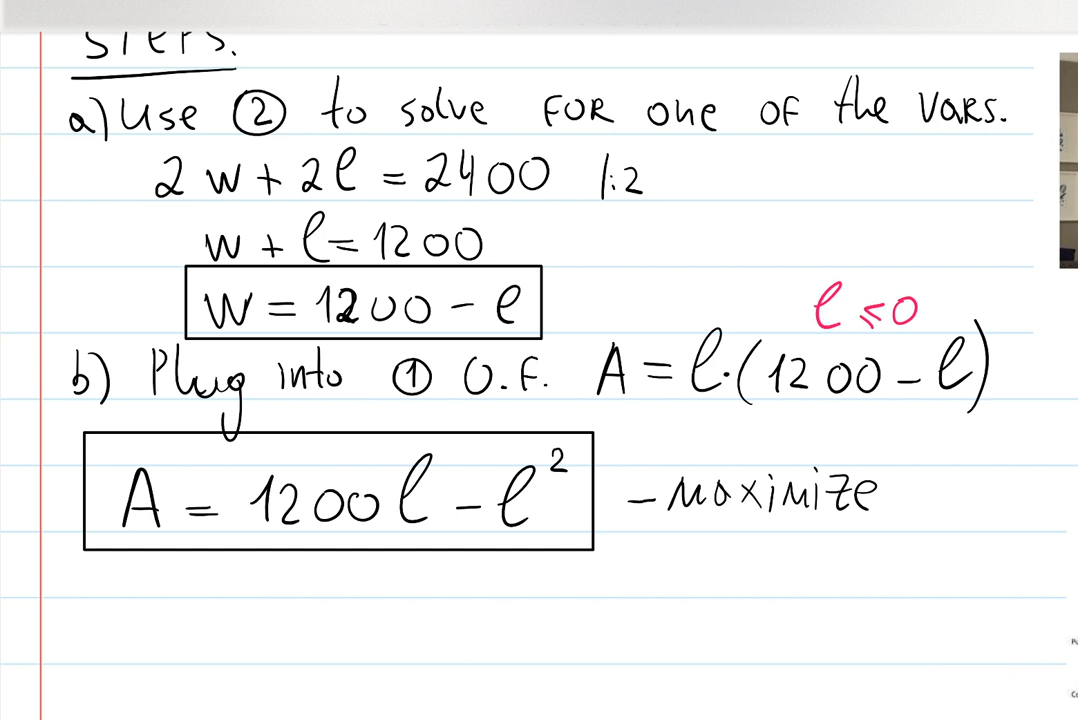 STEPS.
a) Use ② to solve FOR one of the VARS.
2w + 2l = 2400 |:2
w + l = 1200
w = 1200 - l
l ≤ 0
b) Plug into ① O.F. A = l·(1200 - l)
A = 1200l - l² - Maximize